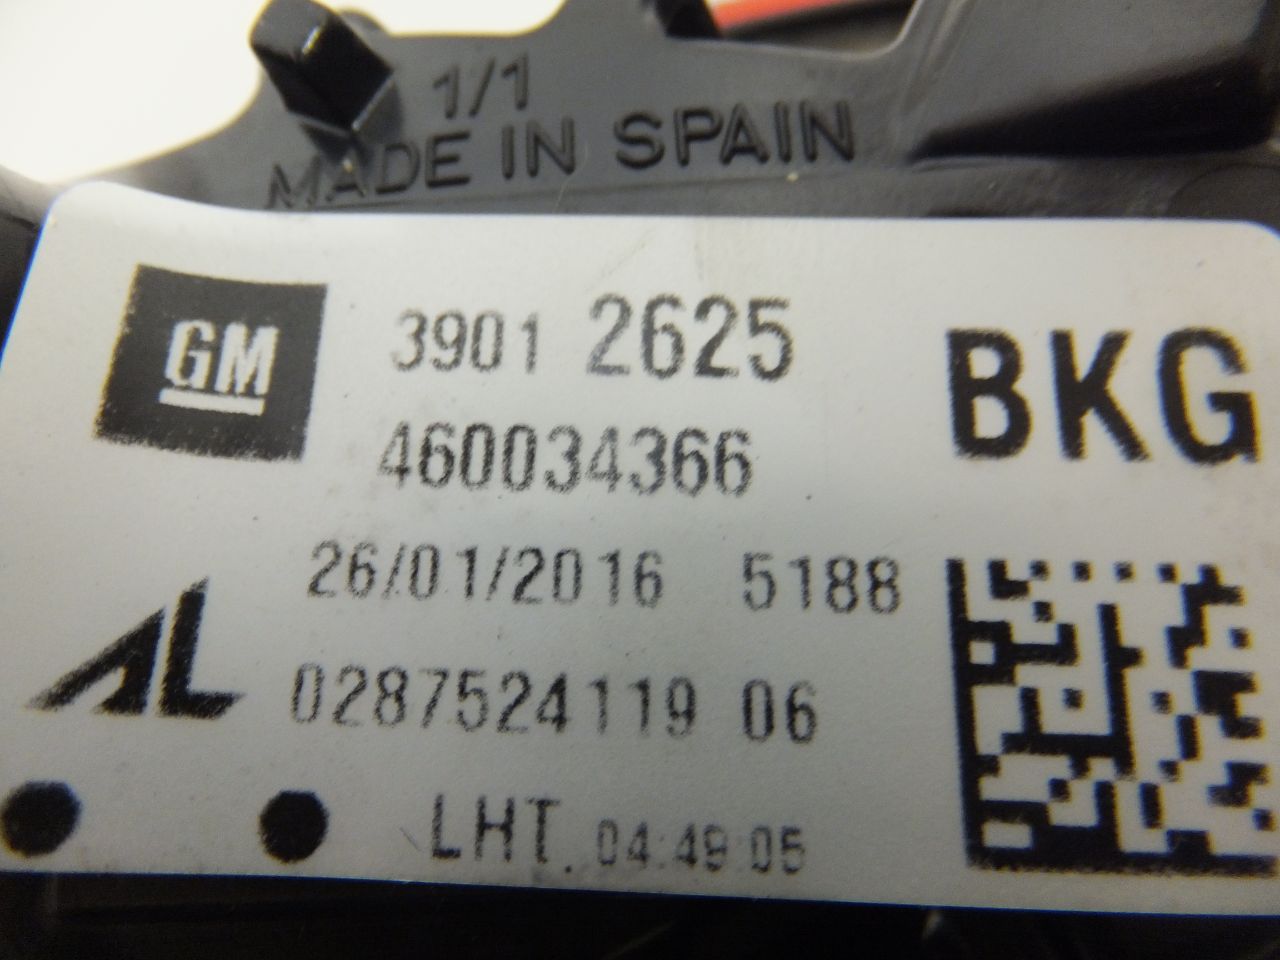 1/1
MADE IN SPAIN
GM 3901 2625 BKG
460034366
26/01/2016 5188
AL 0287524119 06
LHT. 04:49:05